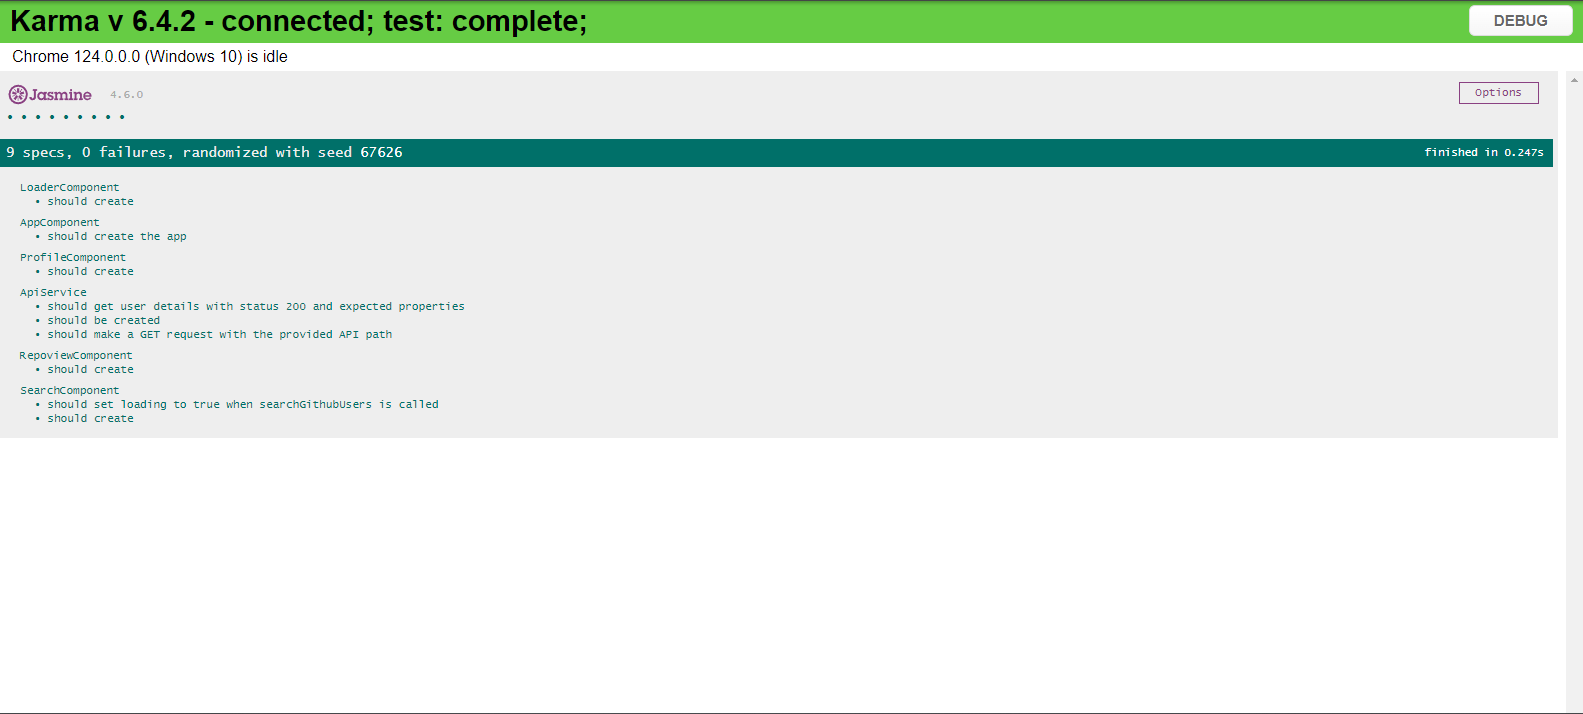 Karma v 6.4.2 - connected; test: complete;
DEBUG
Chrome 124.0.0.0 (Windows 10) is idle
Jasmine 4.6.0
Options
• • • • • • • • •
9 specs, 0 failures, randomized with seed 67626
finished in 0.247s
LoaderComponent
• should create
AppComponent
• should create the app
ProfileComponent
• should create
ApiService
• should get user details with status 200 and expected properties
• should be created
• should make a GET request with the provided API path
RepoviewComponent
• should create
SearchComponent
• should set loading to true when searchGithubUsers is called
• should create